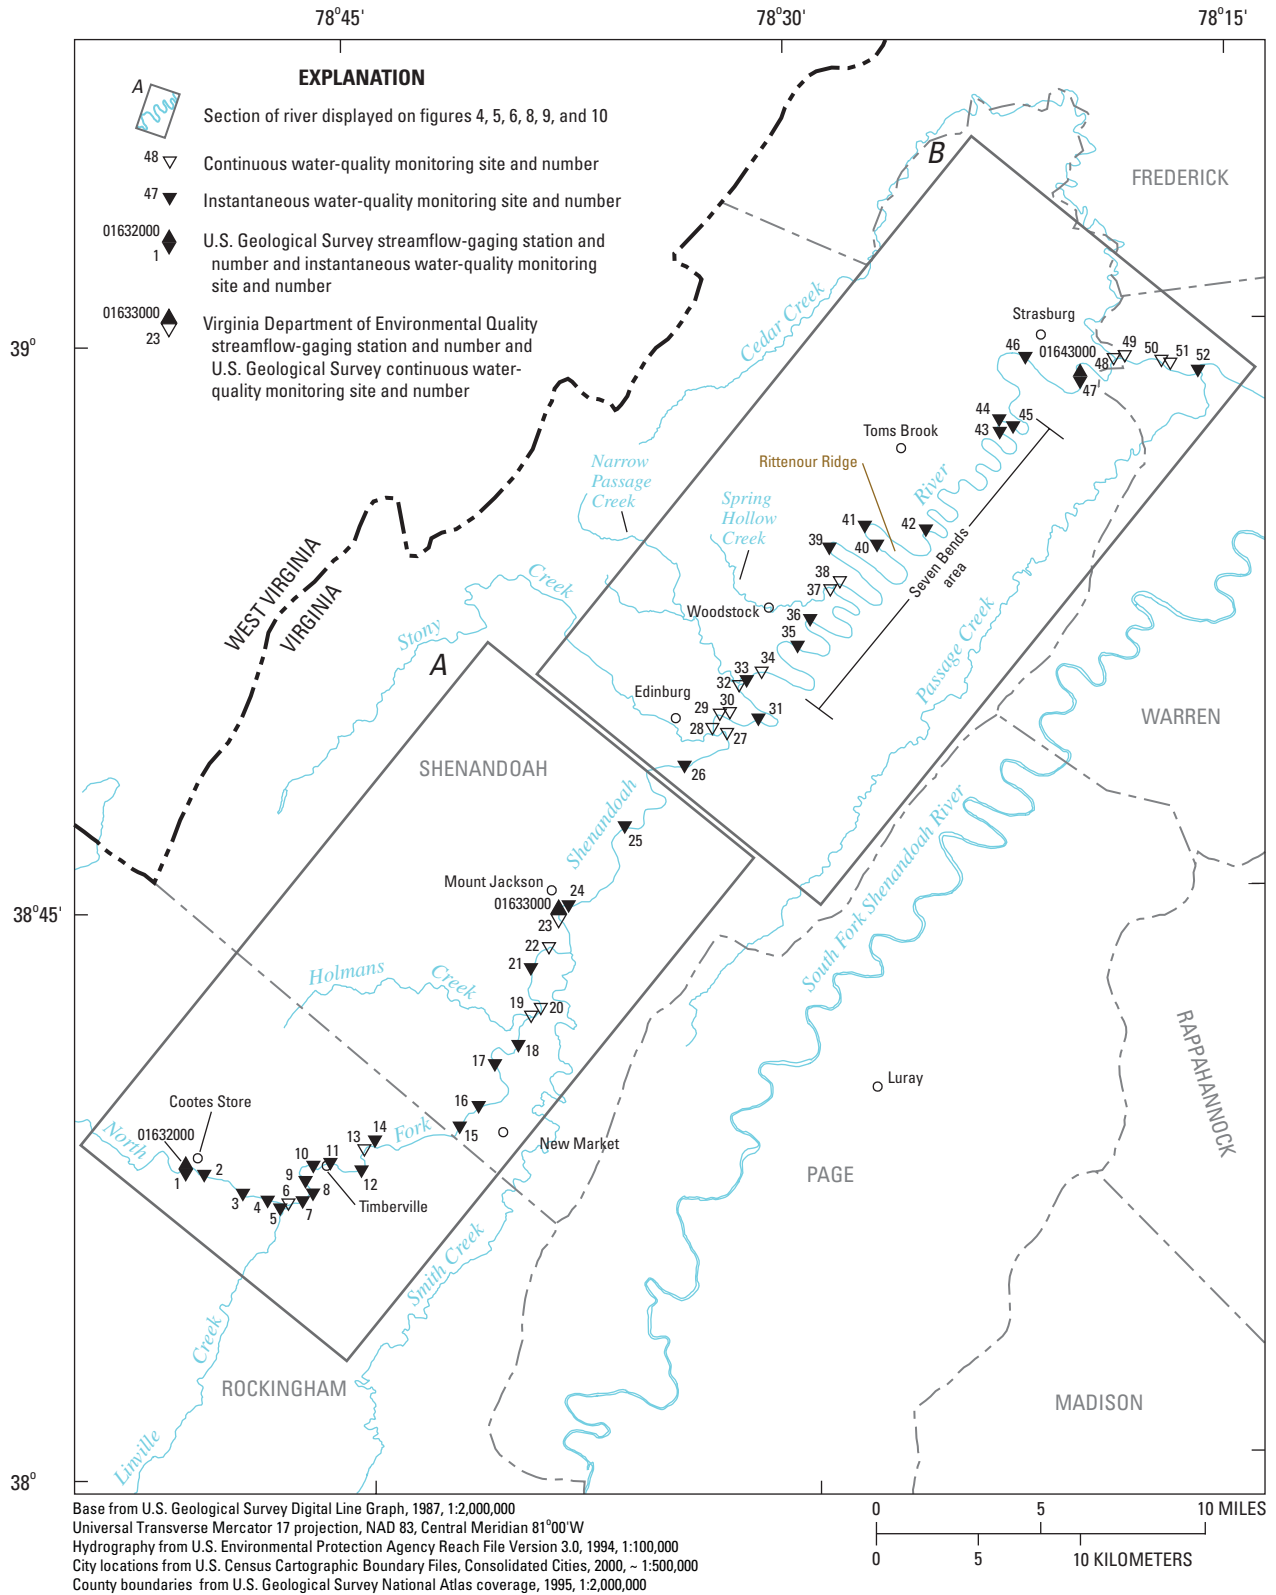 78°45'
78°30'
78°15'
EXPLANATION
A
Section of river displayed on figures 4, 5, 6, 8, 9, and 10
48
Continuous water-quality monitoring site and number
47
Instantaneous water-quality monitoring site and number
01632000
1
U.S. Geological Survey streamflow-gaging station and
number and instantaneous water-quality monitoring
site and number
01633000
23
Virginia Department of Environmental Quality
streamflow-gaging station and number and
U.S. Geological Survey continuous water-
quality monitoring site and number
B
FREDERICK
Cedar Creek
Strasburg
39°
46
01643000
48
49
50
51
52
47
44
43
45
Toms Brook
Rittenour Ridge
River
Narrow
Passage
Creek
Spring
Hollow
Creek
41
40
42
39
38
37
Seven Bends
area
WEST VIRGINIA
VIRGINIA
Creek
Stony
Woodstock
36
35
Passage Creek
A
34
33
32
Edinburg
30
29
31
28
27
WARREN
26
SHENANDOAH
Shenandoah
25
South Fork Shenandoah River
Mount Jackson
24
01633000
38°45'
23
22
21
Holmans
Creek
19
20
RAPPAHANNOCK
18
17
Luray
Cootes Store
16
01632000
North
14
13
Fork
15
New Market
10
11
1
2
9
12
PAGE
3
4
6
8
5
7
Timberville
Smith Creek
Creek
ROCKINGHAM
MADISON
Linville
38°
Base from U.S. Geological Survey Digital Line Graph, 1987, 1:2,000,000
Universal Transverse Mercator 17 projection, NAD 83, Central Meridian 81°00'W
Hydrography from U.S. Environmental Protection Agency Reach File Version 3.0, 1994, 1:100,000
City locations from U.S. Census Cartographic Boundary Files, Consolidated Cities, 2000, ~ 1:500,000
County boundaries from U.S. Geological Survey National Atlas coverage, 1995, 1:2,000,000
0 5 10 MILES
0 5 10 KILOMETERS